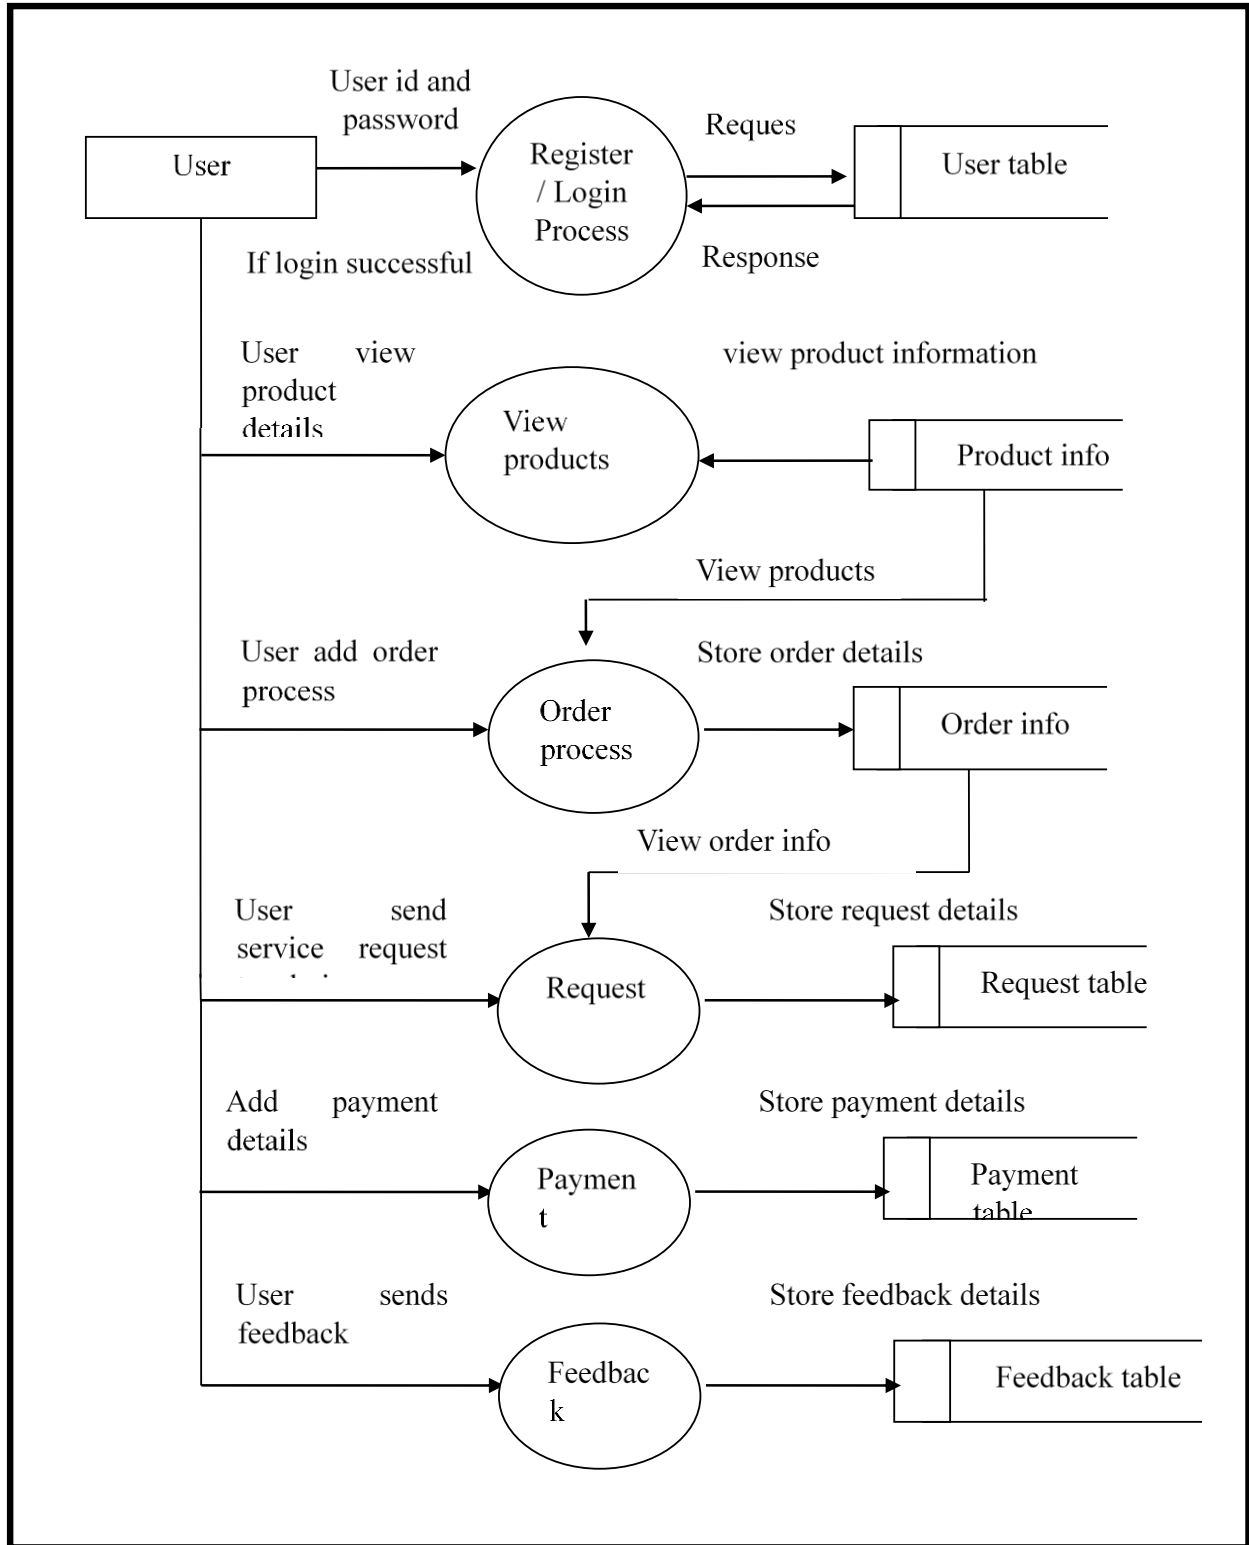 User id and
password
User
Register
/ Login
Process
Reques
User table
If login successful
Response
User view
product
details
view product information
View
products
Product info
View products
User add order
process
Store order details
Order
process
Order info
View order info
User send
service request
Store request details
Request
Request table
Add payment
details
Store payment details
Paymen
t
Payment
table
User sends
feedback
Store feedback details
Feedbac
k
Feedback table